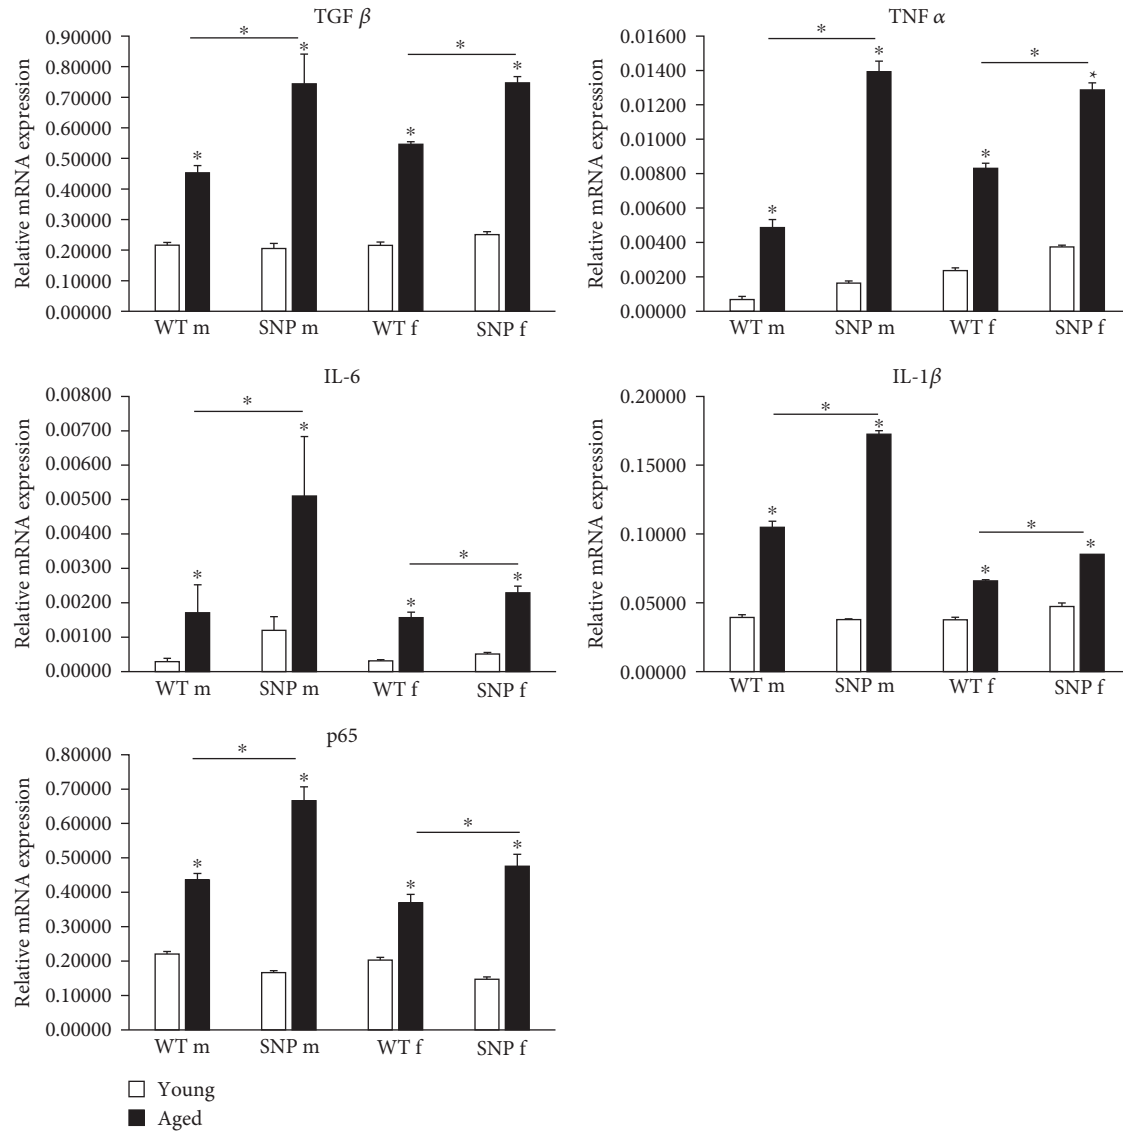 TGF β
Relative mRNA expression
0.90000
0.80000
0.70000
0.60000
0.50000
0.40000
0.30000
0.20000
0.10000
0.00000
* * * * * *
WT m SNP m WT f SNP f
TNF α
Relative mRNA expression
0.01600
0.01400
0.01200
0.01000
0.00800
0.00600
0.00400
0.00200
0.00000
* * * * * *
WT m SNP m WT f SNP f
IL-6
Relative mRNA expression
0.00800
0.00700
0.00600
0.00500
0.00400
0.00300
0.00200
0.00100
0.00000
* * * * * *
WT m SNP m WT f SNP f
IL-1β
Relative mRNA expression
0.20000
0.15000
0.10000
0.05000
0.00000
* * * * * *
WT m SNP m WT f SNP f
p65
Relative mRNA expression
0.80000
0.70000
0.60000
0.50000
0.40000
0.30000
0.20000
0.10000
0.00000
* * * * * *
WT m SNP m WT f SNP f
Young
Aged